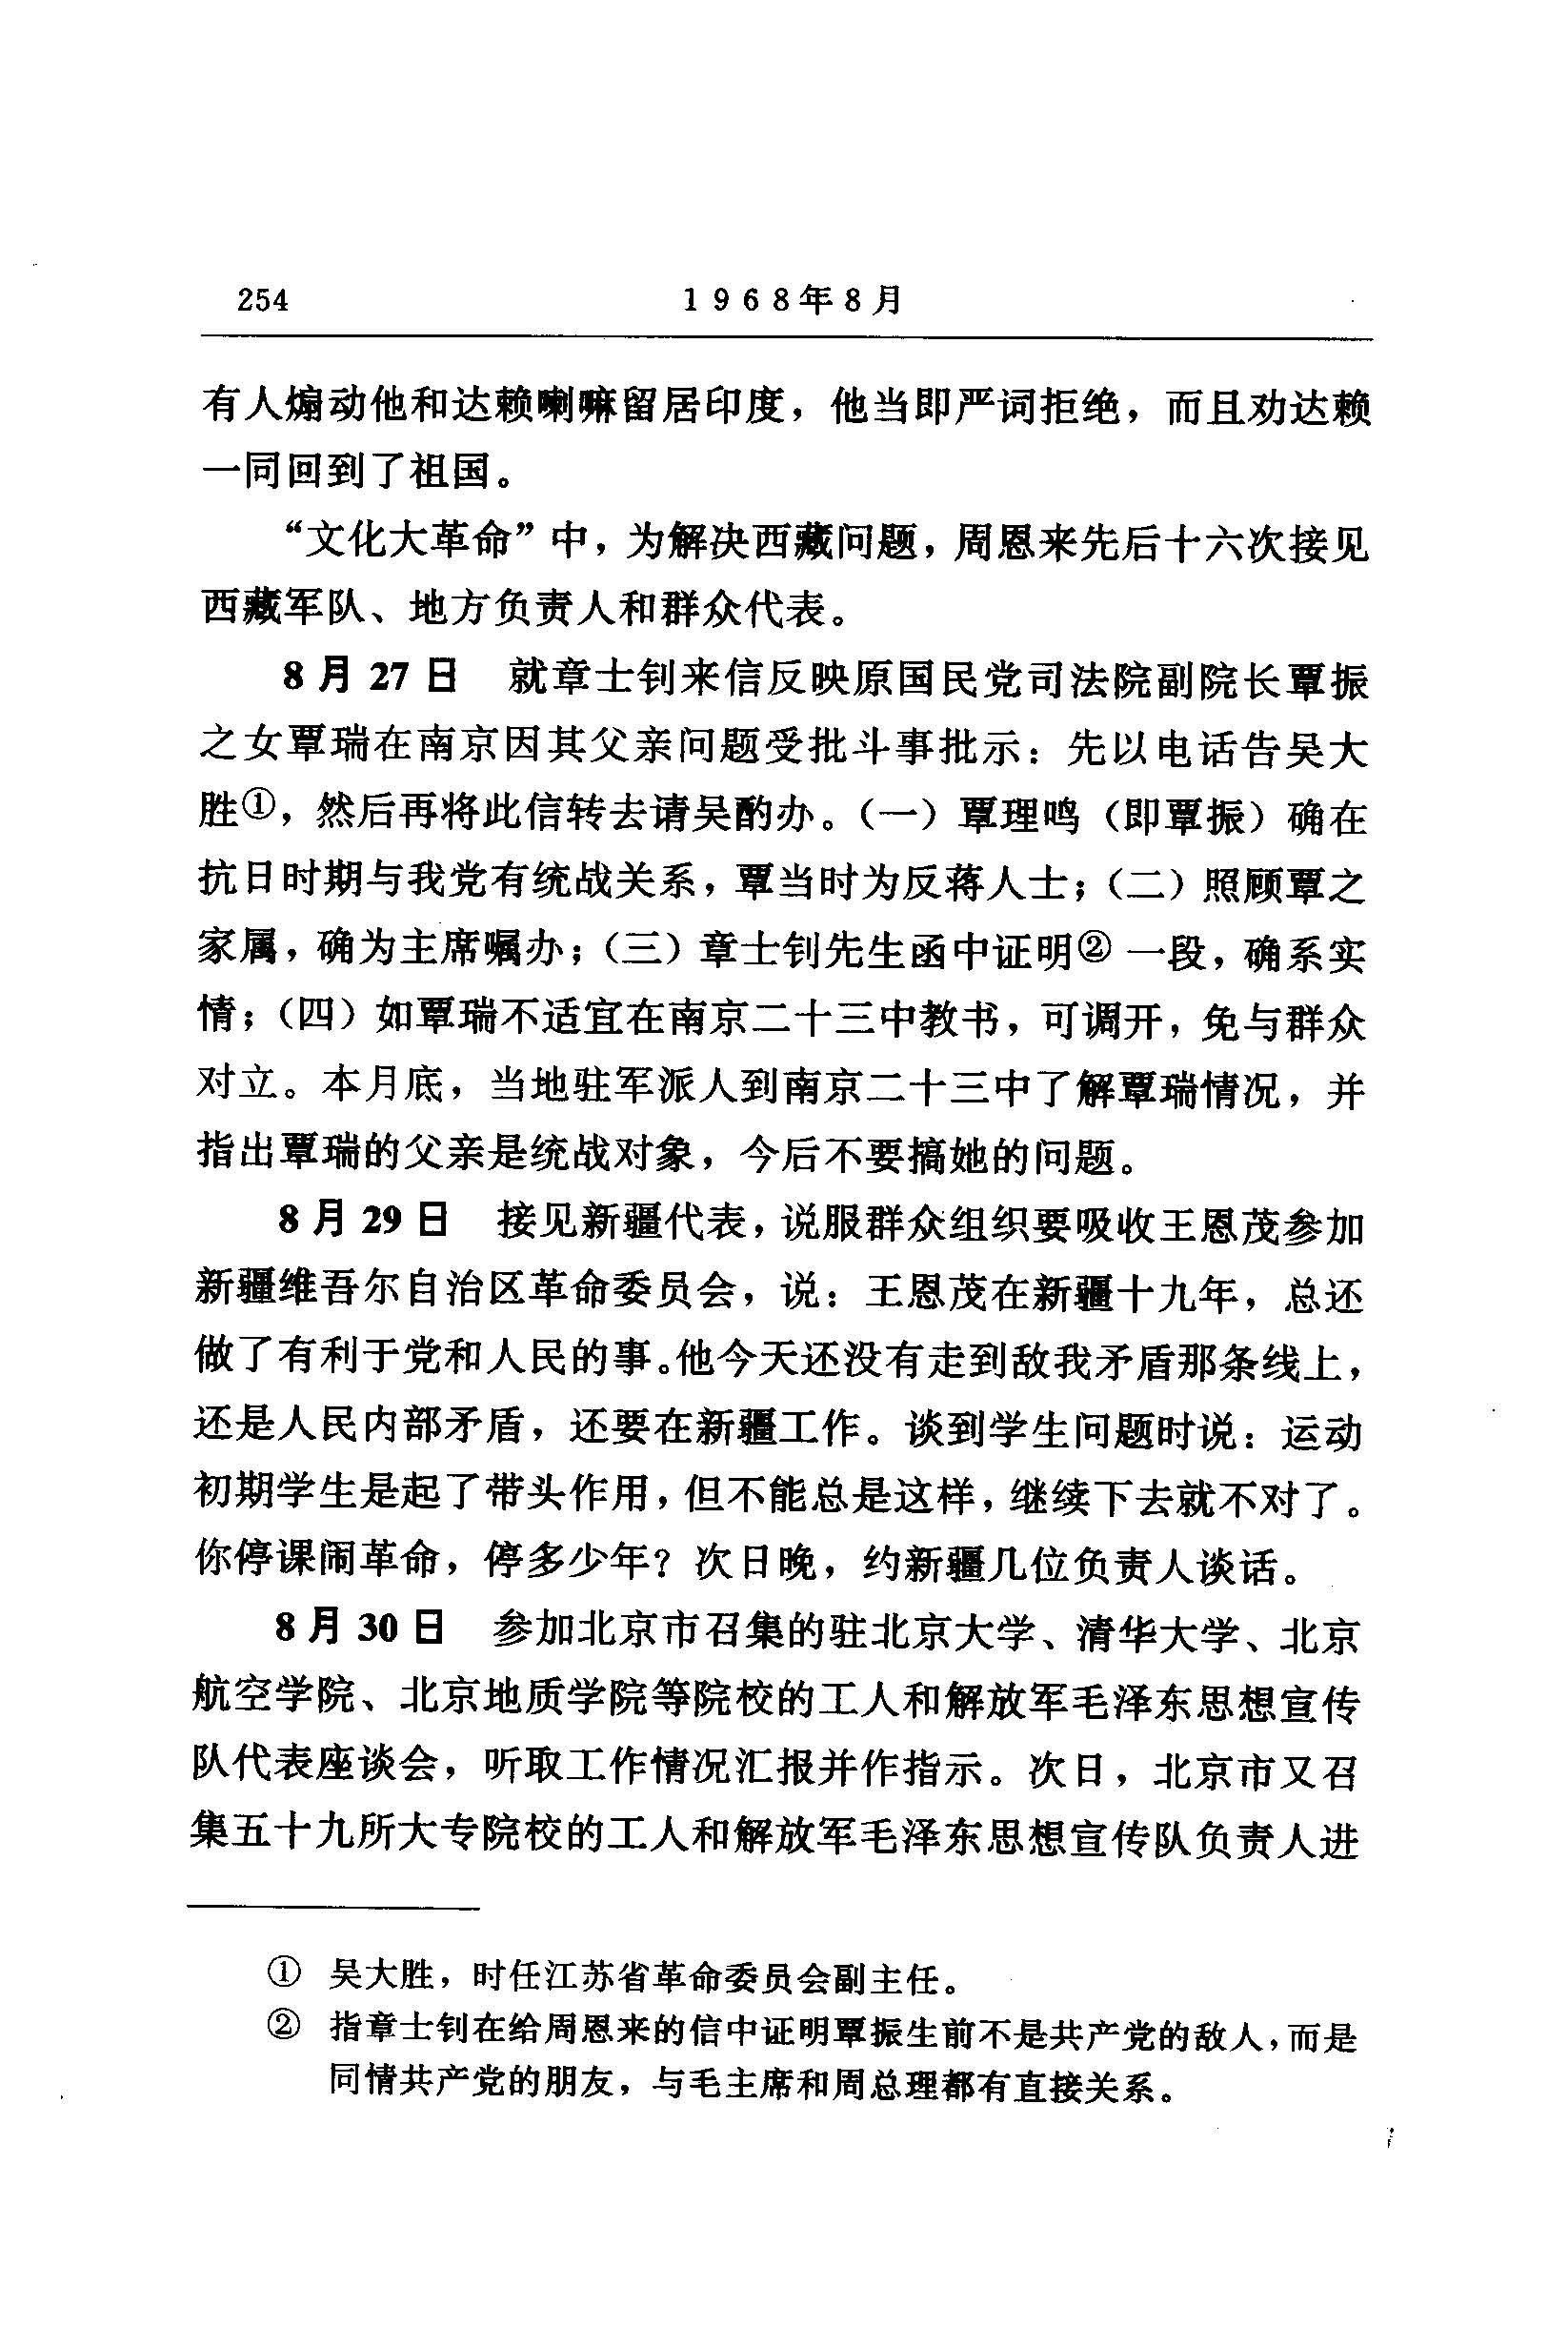 254
1968年8月
有人煽动他和达赖喇嘛留居印度，他当即严词拒绝，而且劝达赖
一同回到了祖国。
“文化大革命”中，为解决西藏问题，周恩来先后十六次接见
西藏军队、地方负责人和群众代表。
8月27日　就章士钊来信反映原国民党司法院副院长覃振
之女覃瑞在南京因其父亲问题受批斗事批示：先以电话告吴大
胜①，然后再将此信转去请吴酌办。（一）覃理鸣（即覃振）确在
抗日时期与我党有统战关系，覃当时为反蒋人士；（二）照顾覃之
家属，确为主席嘱办；（三）章士钊先生函中证明②一段，确系实
情；（四）如覃瑞不适宜在南京二十三中教书，可调开，免与群众
对立。本月底，当地驻军派人到南京二十三中了解覃瑞情况，并
指出覃瑞的父亲是统战对象，今后不要搞她的问题。
8月29日　接见新疆代表，说服群众组织要吸收王恩茂参加
新疆维吾尔自治区革命委员会，说：王恩茂在新疆十九年，总还
做了有利于党和人民的事。他今天还没有走到敌我矛盾那条线上，
还是人民内部矛盾，还要在新疆工作。谈到学生问题时说：运动
初期学生是起了带头作用，但不能总是这样，继续下去就不对了。
你停课闹革命，停多少年？次日晚，约新疆几位负责人谈话。
8月30日　参加北京市召集的驻北京大学、清华大学、北京
航空学院、北京地质学院等院校的工人和解放军毛泽东思想宣传
队代表座谈会，听取工作情况汇报并作指示。次日，北京市又召
集五十九所大专院校的工人和解放军毛泽东思想宣传队负责人进
①　吴大胜，时任江苏省革命委员会副主任。
②　指章士钊在给周恩来的信中证明覃振生前不是共产党的敌人，而是
同情共产党的朋友，与毛主席和周总理都有直接关系。